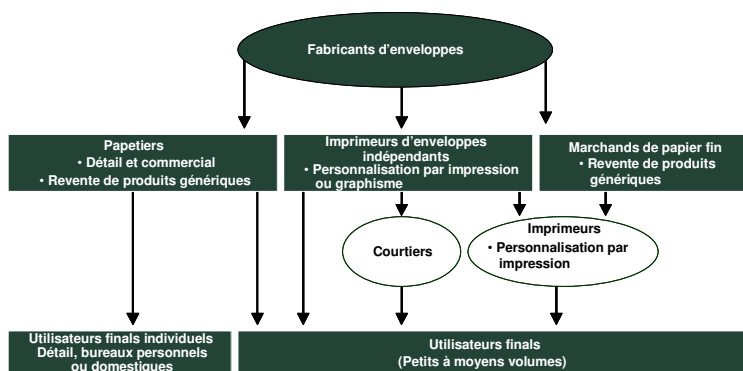 Fabricants d'enveloppes
Papetiers
• Détail et commercial
• Revente de produits génériques
Imprimeurs d'enveloppes
indépendants
• Personnalisation par impression
ou graphisme
Marchands de papier fin
• Revente de produits
génériques
Courtiers
Imprimeurs
• Personnalisation par
impression
Utilisateurs finals individuels
Détail, bureaux personnels
ou domestiques
Utilisateurs finals
(Petits à moyens volumes)